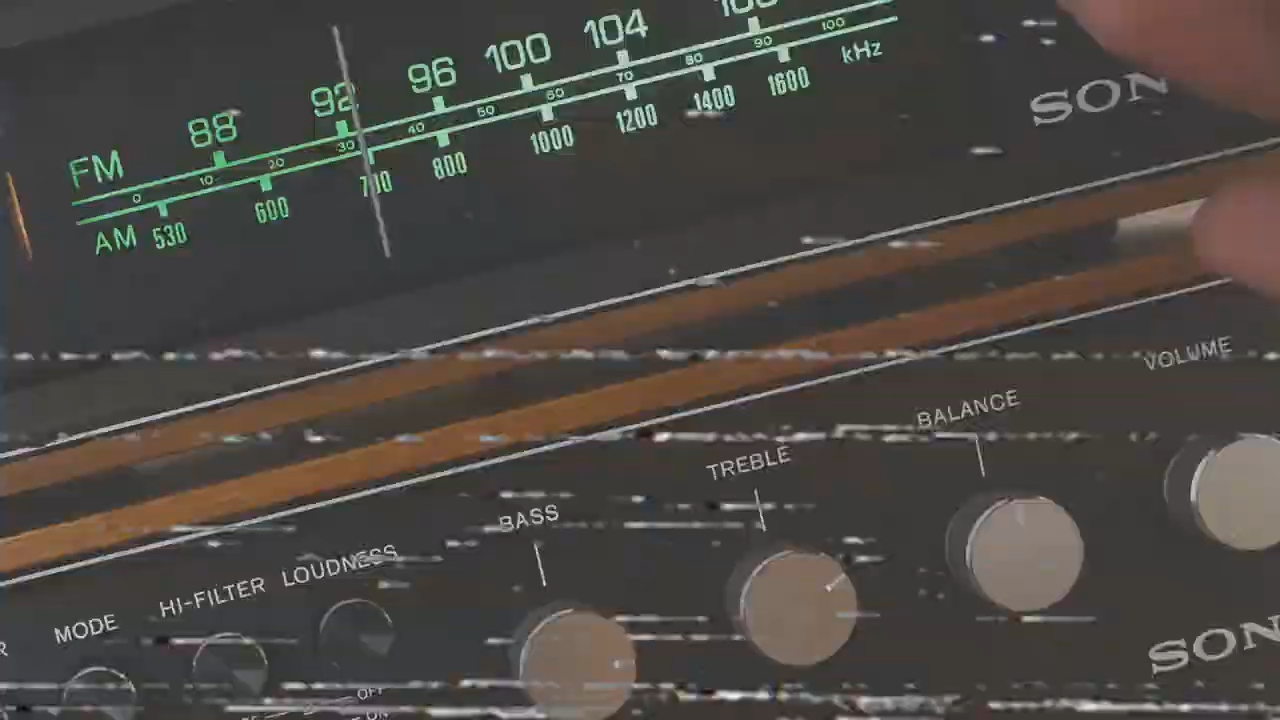 FM 88 92 96 100 104
0 10 20 30 40 50 60 70 80 90 100
AM 530 600 700 800 1000 1200 1400 1600 kHz
SON
VOLUME
BALANCE
TREBLE
BASS
LOUDNESS
HI-FILTER
MODE
SON
OFF
ON